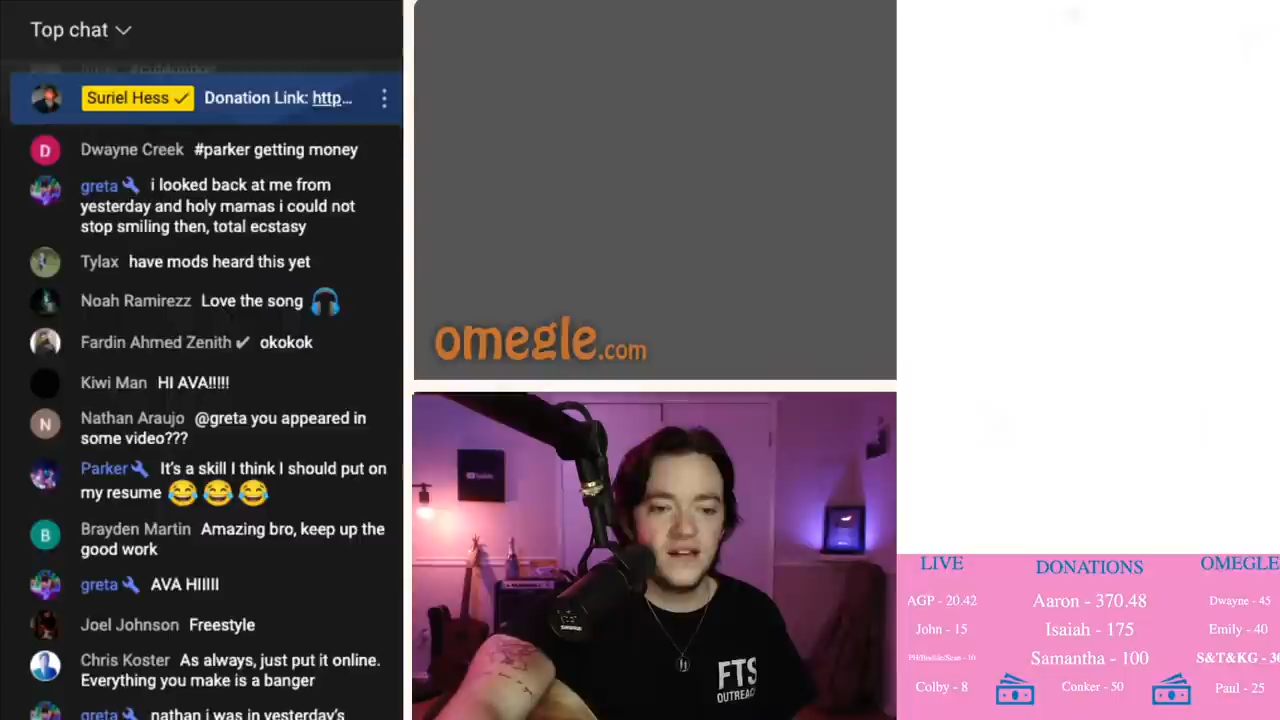 Top chat
Suriel Hess Donation Link: http...
Dwayne Creek #parker getting money
greta i looked back at me from
yesterday and holy mamas i could not
stop smiling then, total ecstasy
Tylax have mods heard this yet
Noah Ramirezz Love the song
Fardin Ahmed Zenith okokok
Kiwi Man HI AVA!!!!!
N Nathan Araujo @greta you appeared in
some video???
Parker It's a skill I think I should put on
my resume 😂 😂 😂
B Brayden Martin Amazing bro, keep up the
good work
greta AVA HIIIII
Joel Johnson Freestyle
Chris Koster As always, just put it online.
Everything you make is a banger
greta nathan i was in yesterday's
omegle.com
FTS
OUTREACH
LIVE
AGP - 20.42
John - 15
Colby - 8
DONATIONS
Aaron - 370.48
Isaiah - 175
Samantha - 100
Conker - 50
OMEGLE
Dwayne - 45
Emily - 40
S&T&KG - 30
Paul - 25